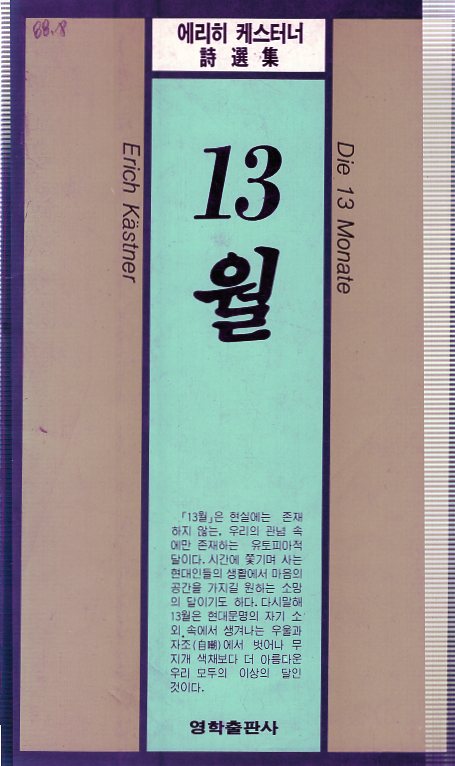 88.8
에리히 케스터너
詩選集
Erich Kästner
13
월
Die 13 Monate
「13월」은 현실에는 존재
하지 않는, 우리의 관념 속
에만 존재하는 유토피아적
달이다. 시간에 쫓기며 사는
현대인들의 생활에서 마음의
공간을 가지길 원하는 소망
의 달이기도 하다. 다시말해
13월은 현대문명의 자기 소
외 속에서 생겨나는 우울과
자조(自嘲)에서 벗어나 무
지개 색채보다 더 아름다운
우리 모두의 이상의 달인
것이다.
영학출판사